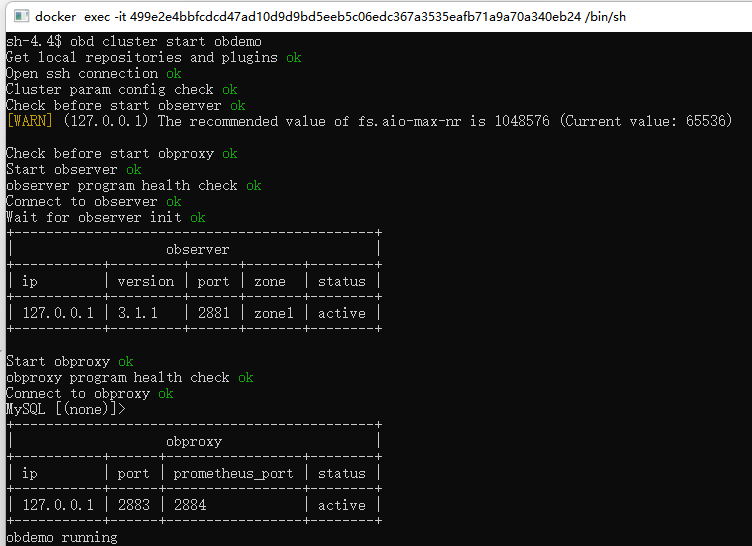 docker exec -it 499e2e4bbfcdcd47ad10d9d9bd5eeb5c06edc367a3535eafb71a9a70a340eb24 /bin/sh
sh-4.4$ obd cluster start obdemo
Get local repositories and plugins ok
Open ssh connection ok
Cluster param config check ok
Check before start observer ok
[WARN] (127.0.0.1) The recommended value of fs.aio-max-nr is 1048576 (Current value: 65536)
Check before start obproxy ok
Start observer ok
observer program health check ok
Connect to observer ok
Wait for observer init ok
+---------------------------------------------+
|                   observer                  |
+-----------+---------+------+-------+--------+
| ip        | version | port | zone  | status |
+-----------+---------+------+-------+--------+
| 127.0.0.1 | 3.1.1   | 2881 | zone1 | active |
+-----------+---------+------+-------+--------+
Start obproxy ok
obproxy program health check ok
Connect to obproxy ok
MySQL [(none)]>
+---------------------------------------------+
|                   obproxy                   |
+-----------+------+-----------------+--------+
| ip        | port | prometheus_port | status |
+-----------+------+-----------------+--------+
| 127.0.0.1 | 2883 | 2884            | active |
+-----------+------+-----------------+--------+
obdemo running